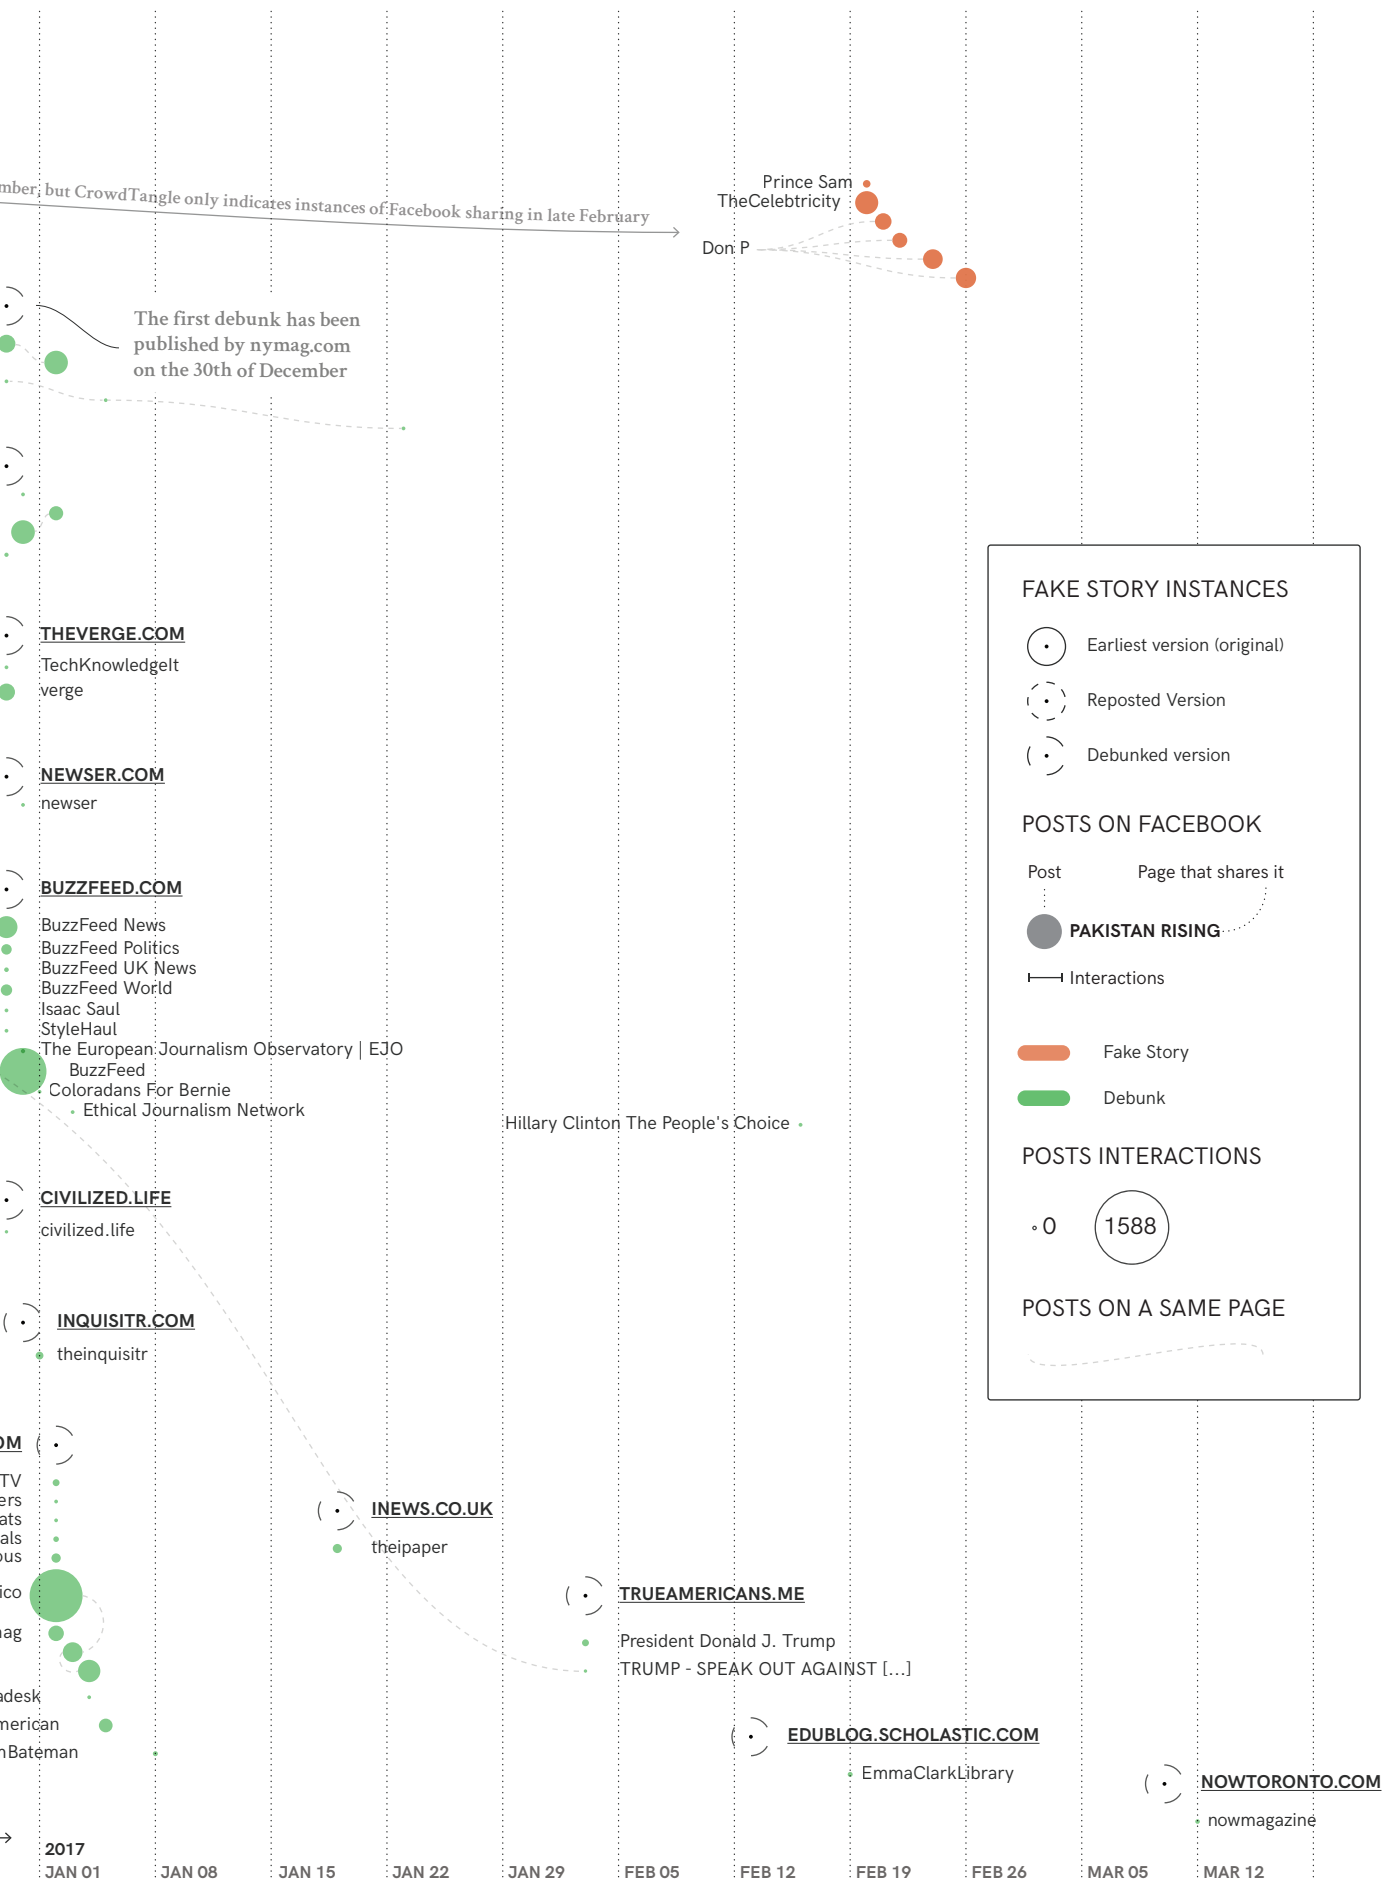 but CrowdTangle only indicates instances of Facebook sharing in late February
Prince Sam
TheCelebtricity
Don P
The first debunk has been
published by nymag.com
on the 30th of December
THEVERGE.COM
TechKnowledgeIt
verge
NEWSER.COM
newser
BUZZFEED.COM
BuzzFeed News
BuzzFeed Politics
BuzzFeed UK News
BuzzFeed World
Isaac Saul
StyleHaul
The European Journalism Observatory | EJO
BuzzFeed
Coloradans For Bernie
Ethical Journalism Network
Hillary Clinton The People's Choice
CIVILIZED.LIFE
civilized.life
INQUISITR.COM
theinquisitr
OM
TV
ers
ats
als
ous
ico
nag
adesk
merican
nBateman
INEWS.CO.UK
theipaper
TRUEAMERICANS.ME
President Donald J. Trump
TRUMP - SPEAK OUT AGAINST [...]
EDUBLOG.SCHOLASTIC.COM
EmmaClarkLibrary
NOWTORONTO.COM
nowmagazine
FAKE STORY INSTANCES
Earliest version (original)
Reposted Version
Debunked version
POSTS ON FACEBOOK
Post Page that shares it
PAKISTAN RISING
Interactions
Fake Story
Debunk
POSTS INTERACTIONS
0 1588
POSTS ON A SAME PAGE
2017
JAN 01 JAN 08 JAN 15 JAN 22 JAN 29 FEB 05 FEB 12 FEB 19 FEB 26 MAR 05 MAR 12